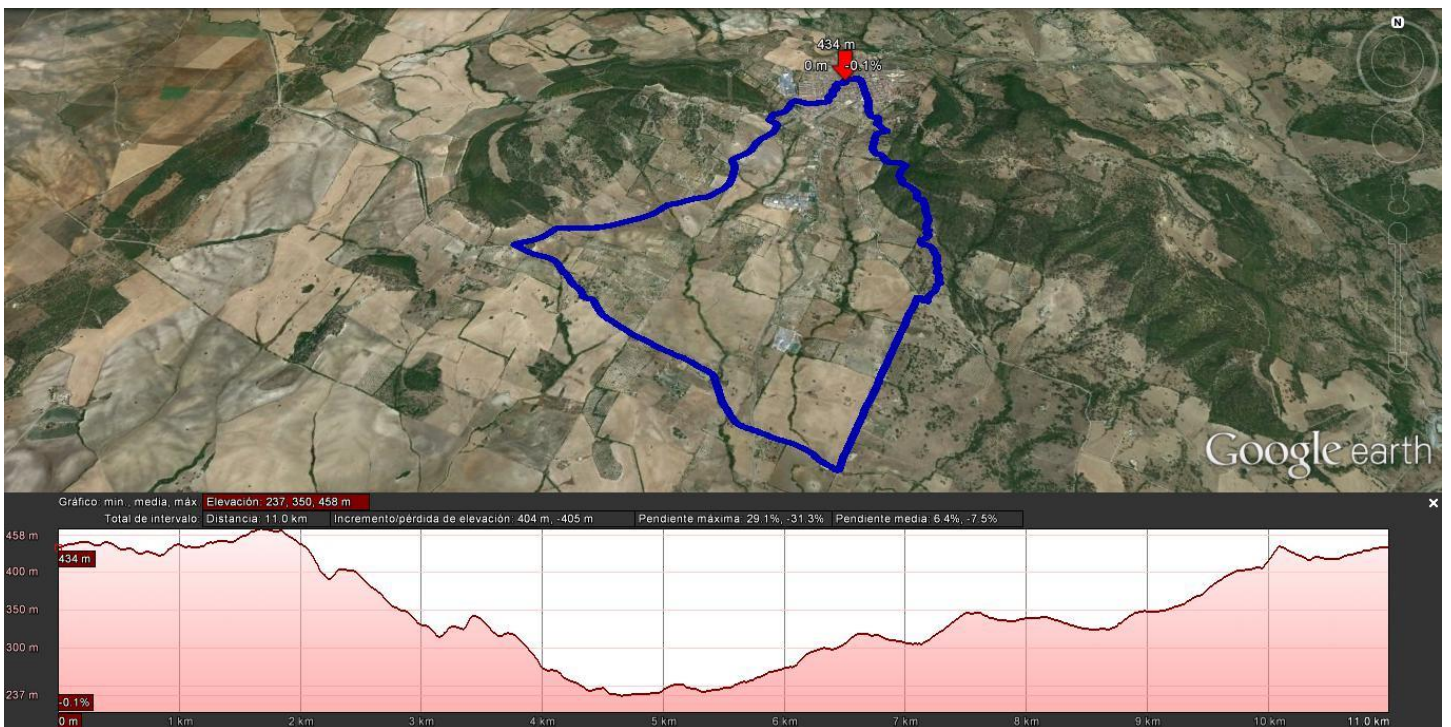 N
434 m
0 m -0.1%
Google earth
Gráfico: min., media, máx. Elevación: 237, 350, 458 m
Total de intervalo: Distancia: 11.0 km Incremento/pérdida de elevación: 404 m, -405 m Pendiente máxima: 29.1%, -31.3% Pendiente media: 6.4%, -7.5%
458 m
434 m
400 m
350 m
300 m
237 m
-0.1%
0 m 1 km 2 km 3 km 4 km 5 km 6 km 7 km 8 km 9 km 10 km 11.0 km